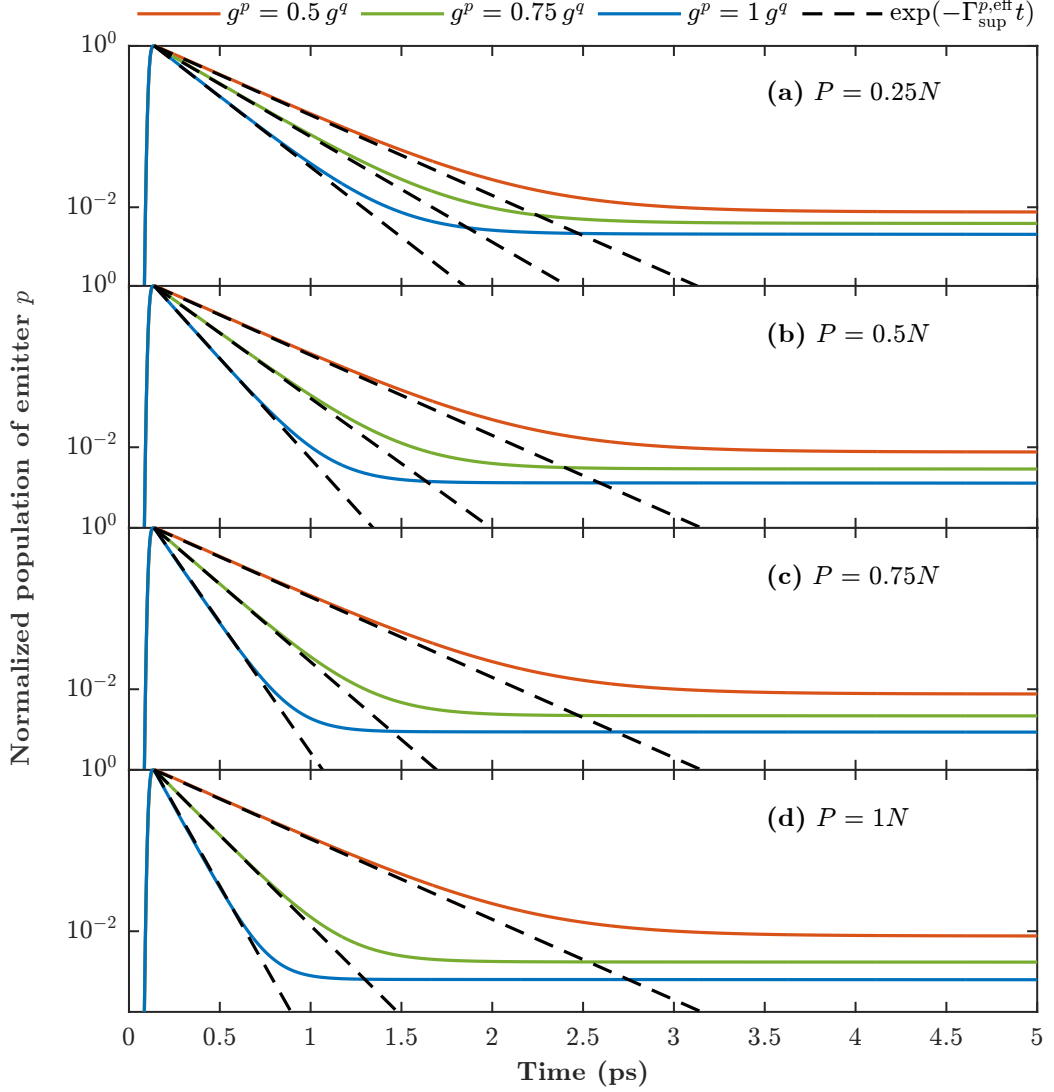 g^p = 0.5 g^q g^p = 0.75 g^q g^p = 1 g^q exp(−Γ_sup^{p,eff} t)
10^0
(a) P = 0.25N
10^-2
10^0
(b) P = 0.5N
10^-2
10^0
(c) P = 0.75N
10^-2
10^0
(d) P = 1N
10^-2
0 0.5 1 1.5 2 2.5 3 3.5 4 4.5 5
Time (ps)
Normalized population of emitter p